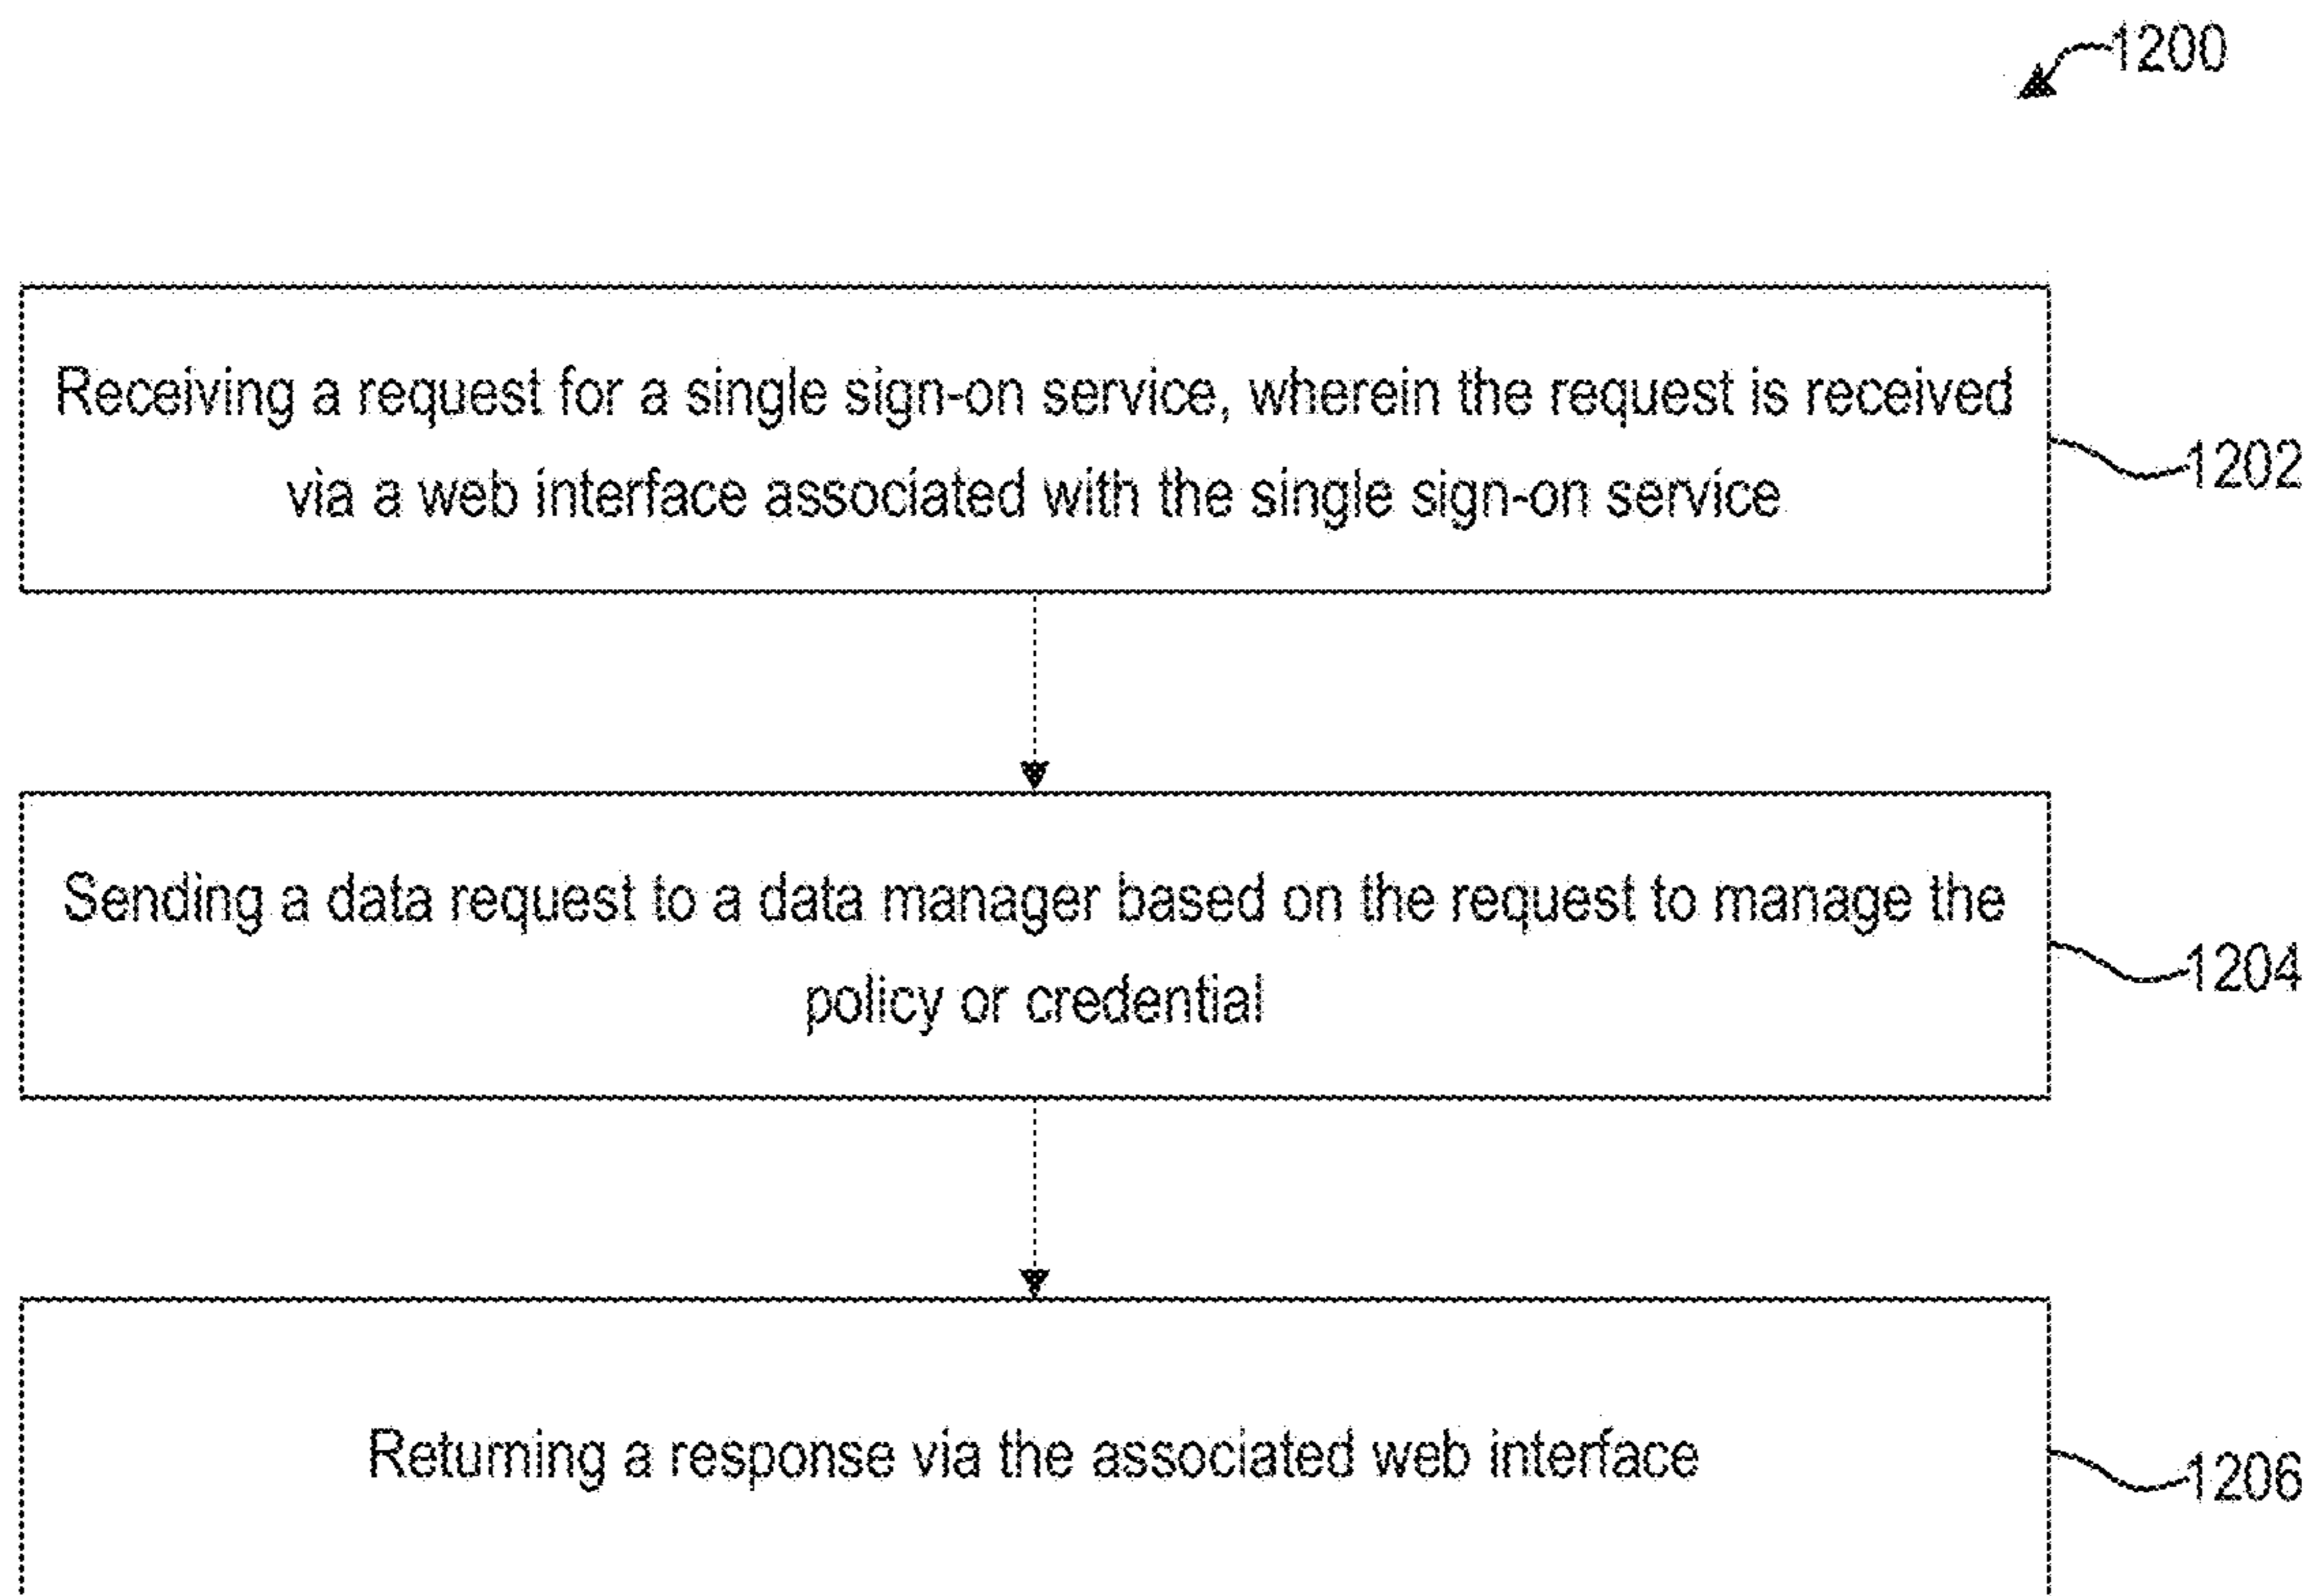 1200
Receiving a request for a single sign-on service, wherein the request is received
via a web interface associated with the single sign-on service
1202
Sending a data request to a data manager based on the request to manage the
policy or credential
1204
Returning a response via the associated web interface
1206